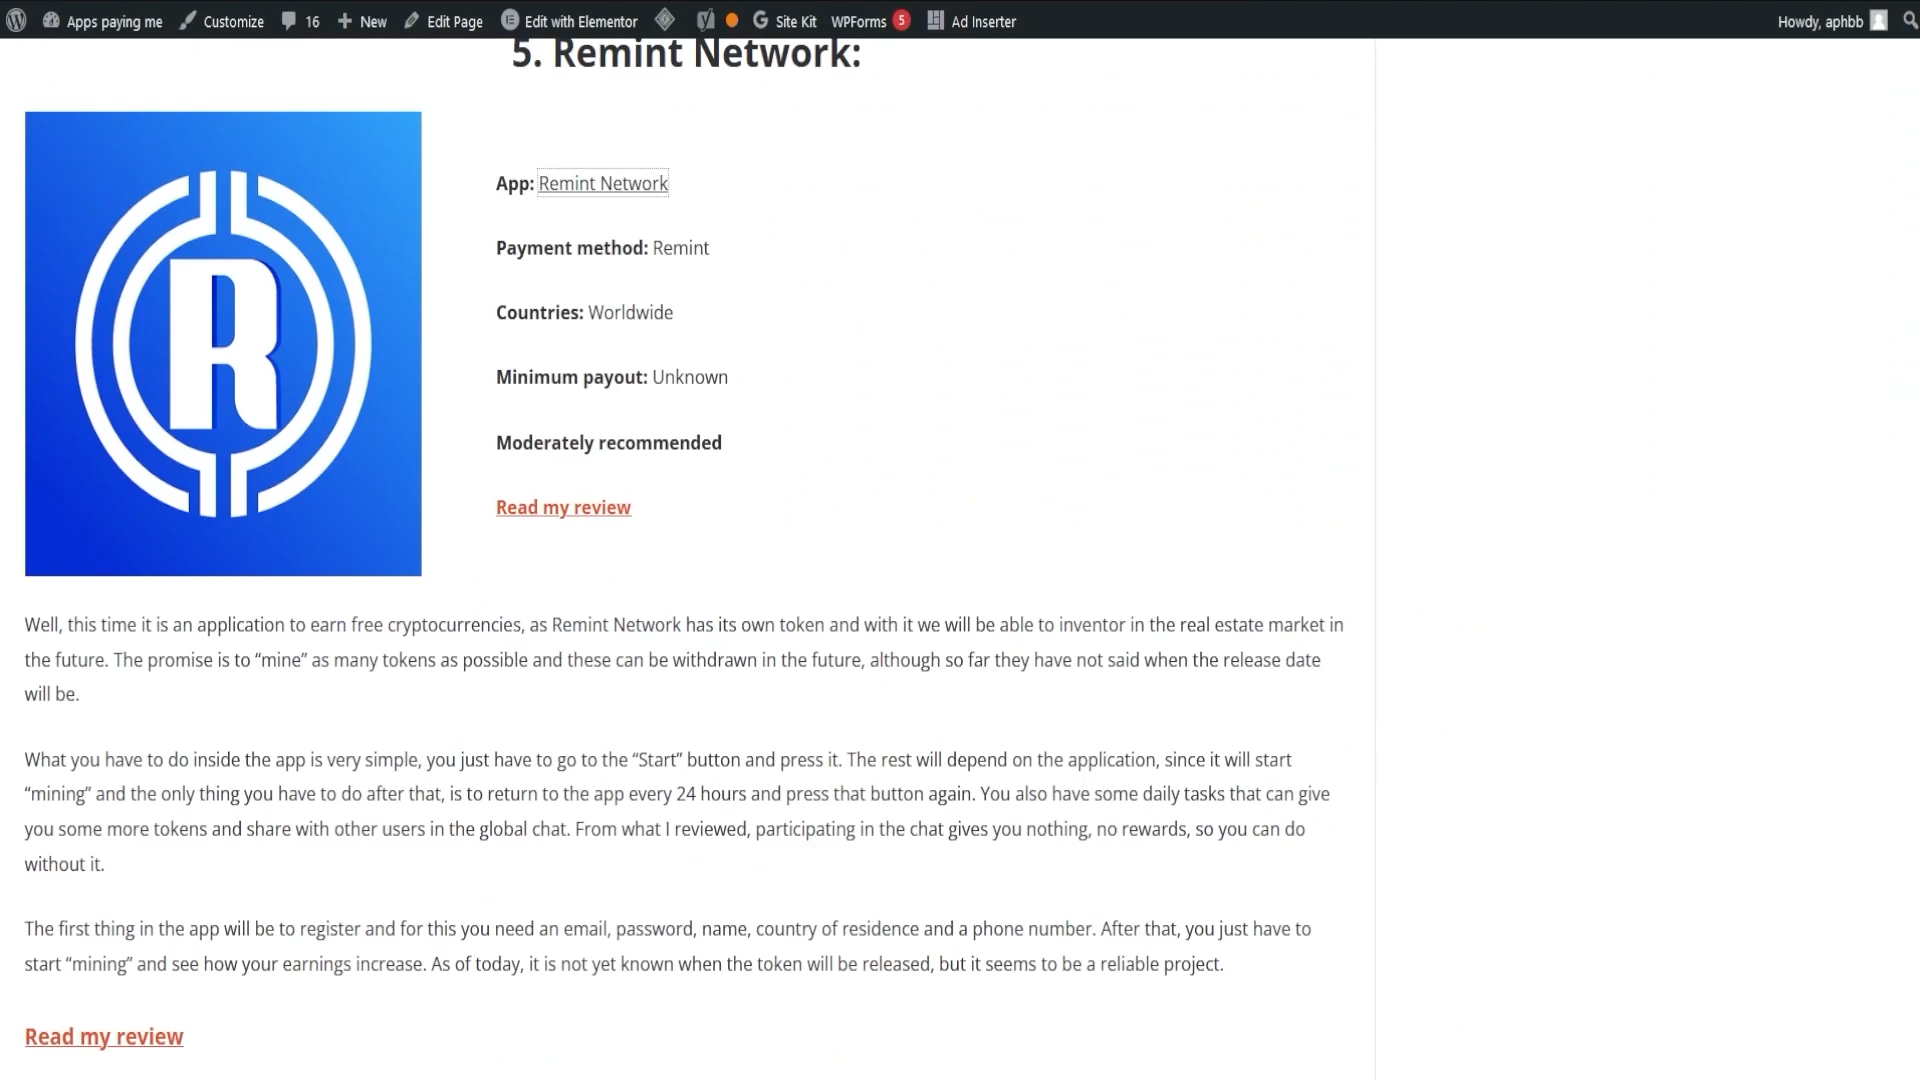 Apps paying me Customize 16 New Edit Page Edit with Elementor Site Kit WPForms 5 Ad Inserter Howdy, aphbb
5. Remint Network:
R
App: Remint Network
Payment method: Remint
Countries: Worldwide
Minimum payout: Unknown
Moderately recommended
Read my review
Well, this time it is an application to earn free cryptocurrencies, as Remint Network has its own token and with it we will be able to inventor in the real estate market in
the future. The promise is to “mine” as many tokens as possible and these can be withdrawn in the future, although so far they have not said when the release date
will be.
What you have to do inside the app is very simple, you just have to go to the “Start” button and press it. The rest will depend on the application, since it will start
“mining” and the only thing you have to do after that, is to return to the app every 24 hours and press that button again. You also have some daily tasks that can give
you some more tokens and share with other users in the global chat. From what I reviewed, participating in the chat gives you nothing, no rewards, so you can do
without it.
The first thing in the app will be to register and for this you need an email, password, name, country of residence and a phone number. After that, you just have to
start “mining” and see how your earnings increase. As of today, it is not yet known when the token will be released, but it seems to be a reliable project.
Read my review